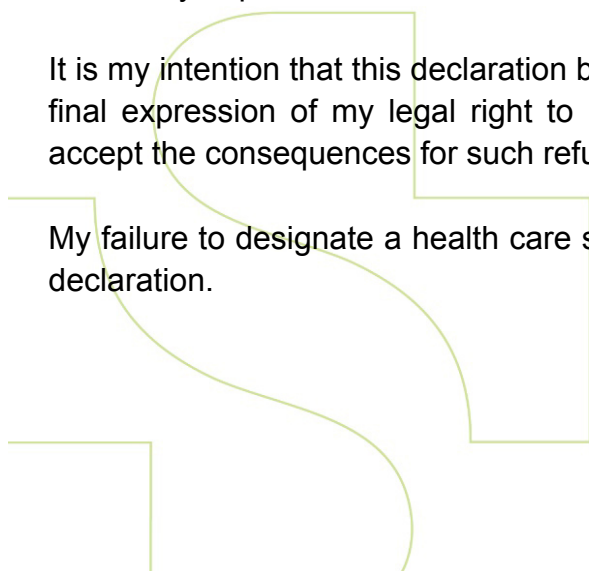 It is my intention that this declaration
final expression of my legal right to
accept the consequences for such
My failure to designate a health care
declaration.